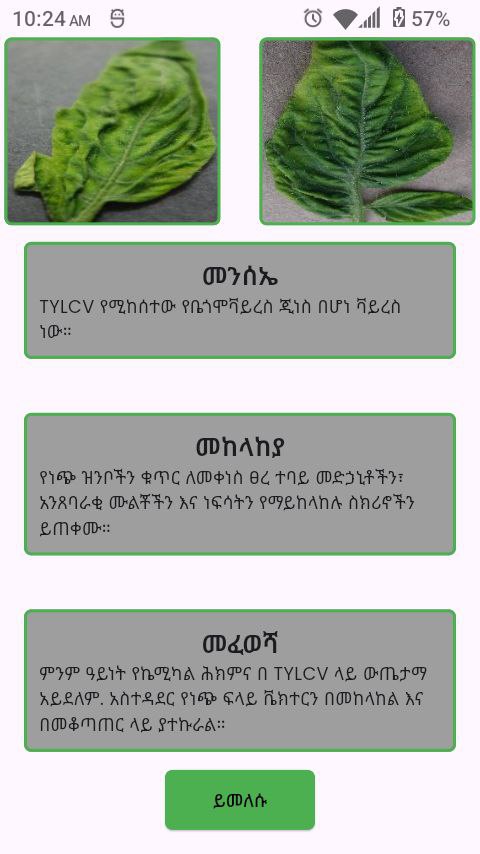 10:24 AM 57%
መንሰኤ
TYLCV የሚከሰተው የቤጎሞቫይረስ ጂነስ በሆነ ቫይረስ
ነው።
መከላከያ
የነጭ ዝንቦችን ቁጥር ለመቀነስ ፀረ ተባይ መድኃኒቶችን፣
አንጸባራቂ ሙልቾችን እና ነፍሳትን የማይከላከሉ ስክሪኖችን
ይጠቀሙ።
መፈወሻ
ምንም ዓይነት የኬሚካል ሕክምና በ TYLCV ላይ ውጤታማ
አይደለም. አስተዳደር የነጭ ፍላይ ቬክተርን በመከላከል እና
በመቆጣጠር ላይ ያተኩራል።
ይመለሱ